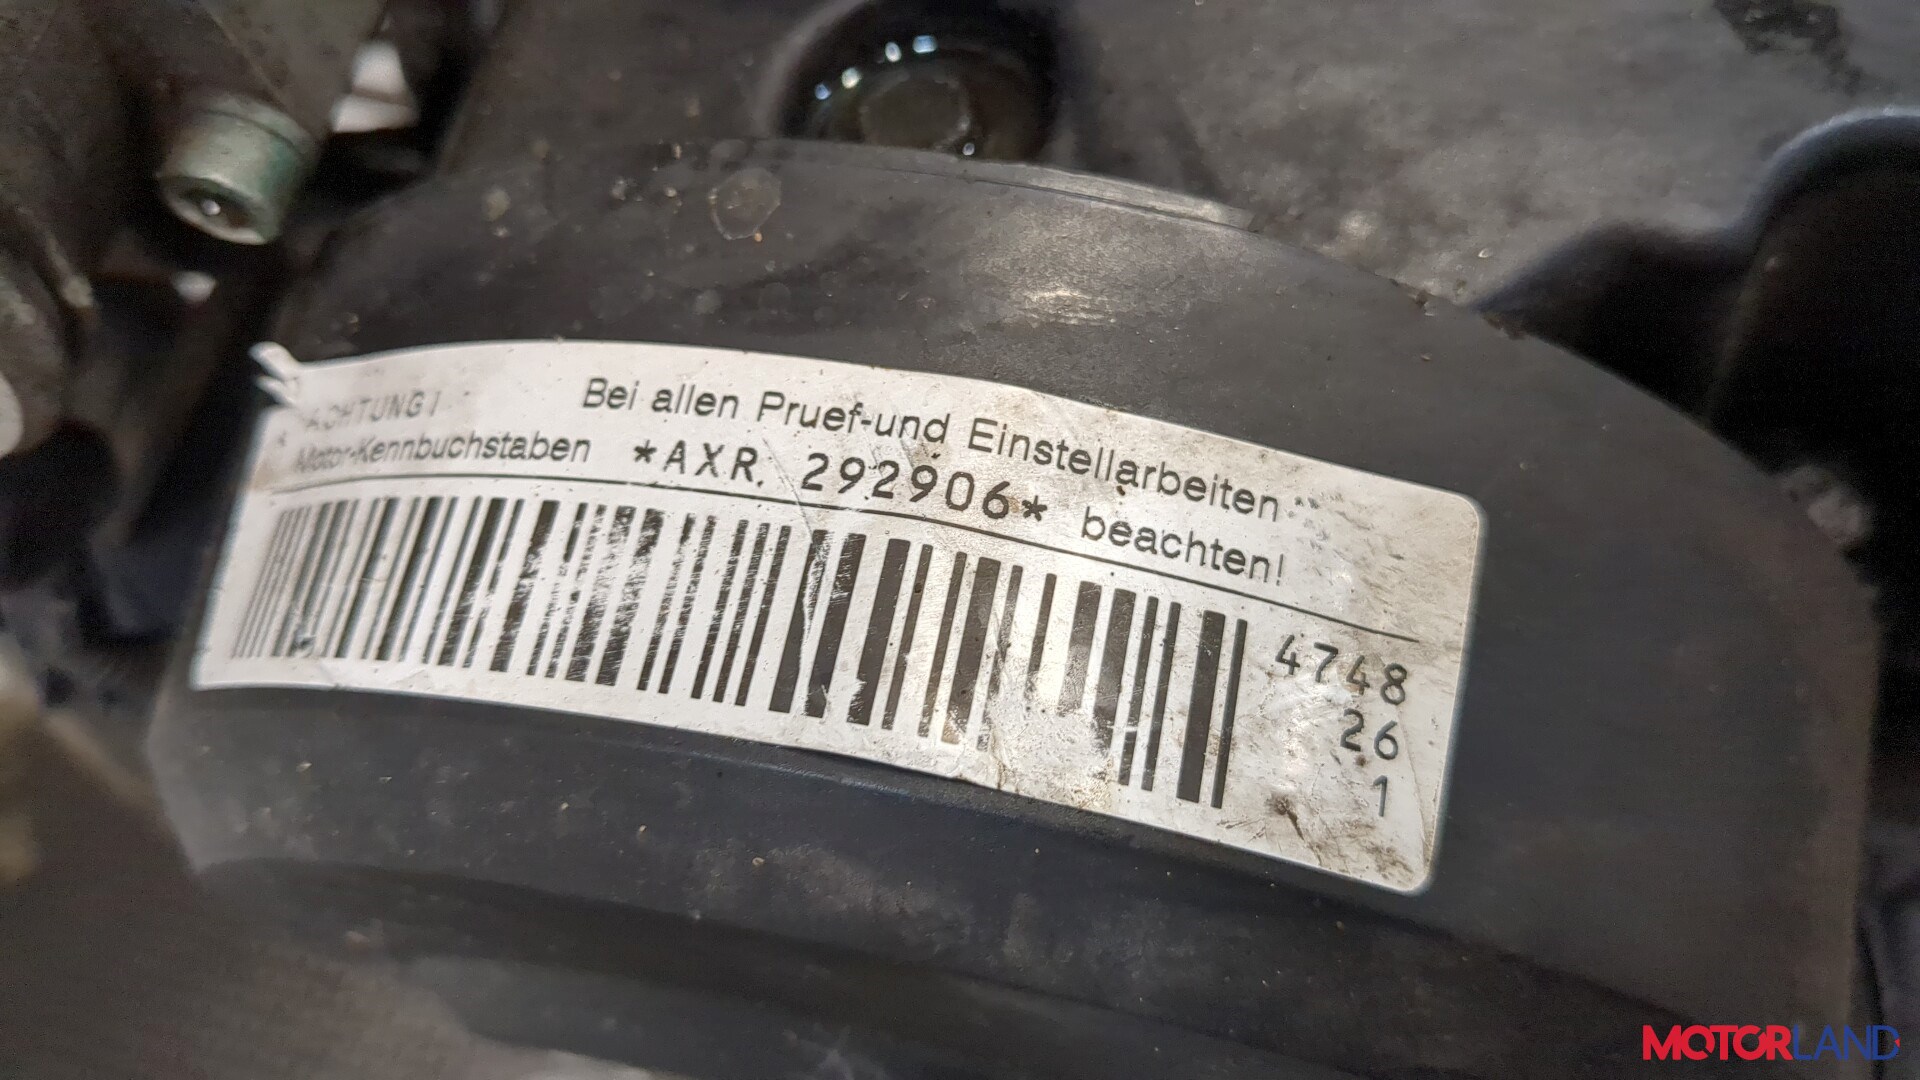 ACHTUNG! Bei allen Pruef-und Einstellarbeiten
Motor-Kennbuchstaben *AXR. 292906* beachten!
4748
26
1
MOTORLAND